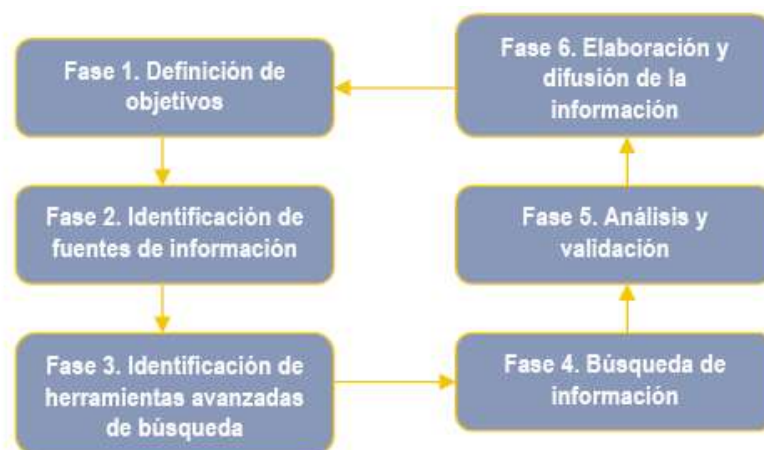 Fase 1. Definición de
objetivos
Fase 2. Identificación de
fuentes de información
Fase 3. Identificación de
herramientas avanzadas
de búsqueda
Fase 4. Búsqueda de
información
Fase 5. Análisis y
validación
Fase 6. Elaboración y
difusión de la
información